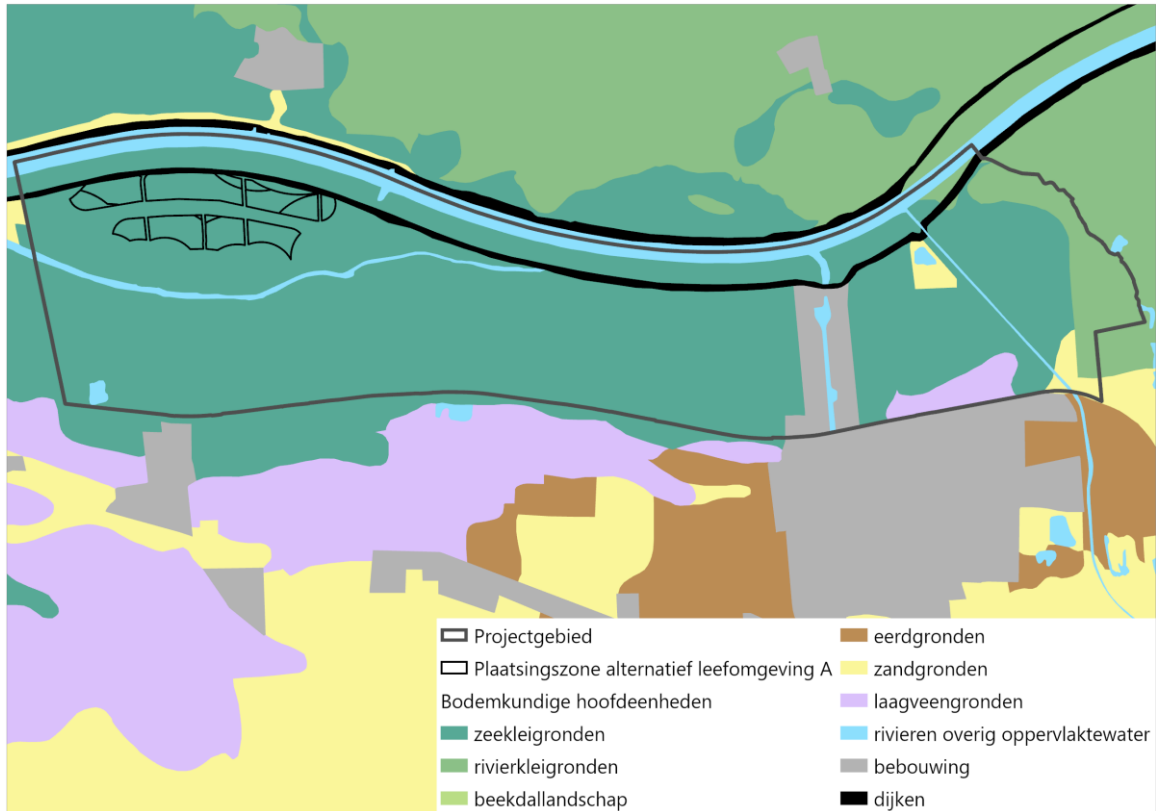 Projectgebied
Plaatsingszone alternatief leefomgeving A
Bodemkundige hoofdeenheden
zeekleigronden
rivierkleigronden
beekdallandschap
eerdgronden
zandgronden
laagveengronden
rivieren overig oppervlaktewater
bebouwing
dijken